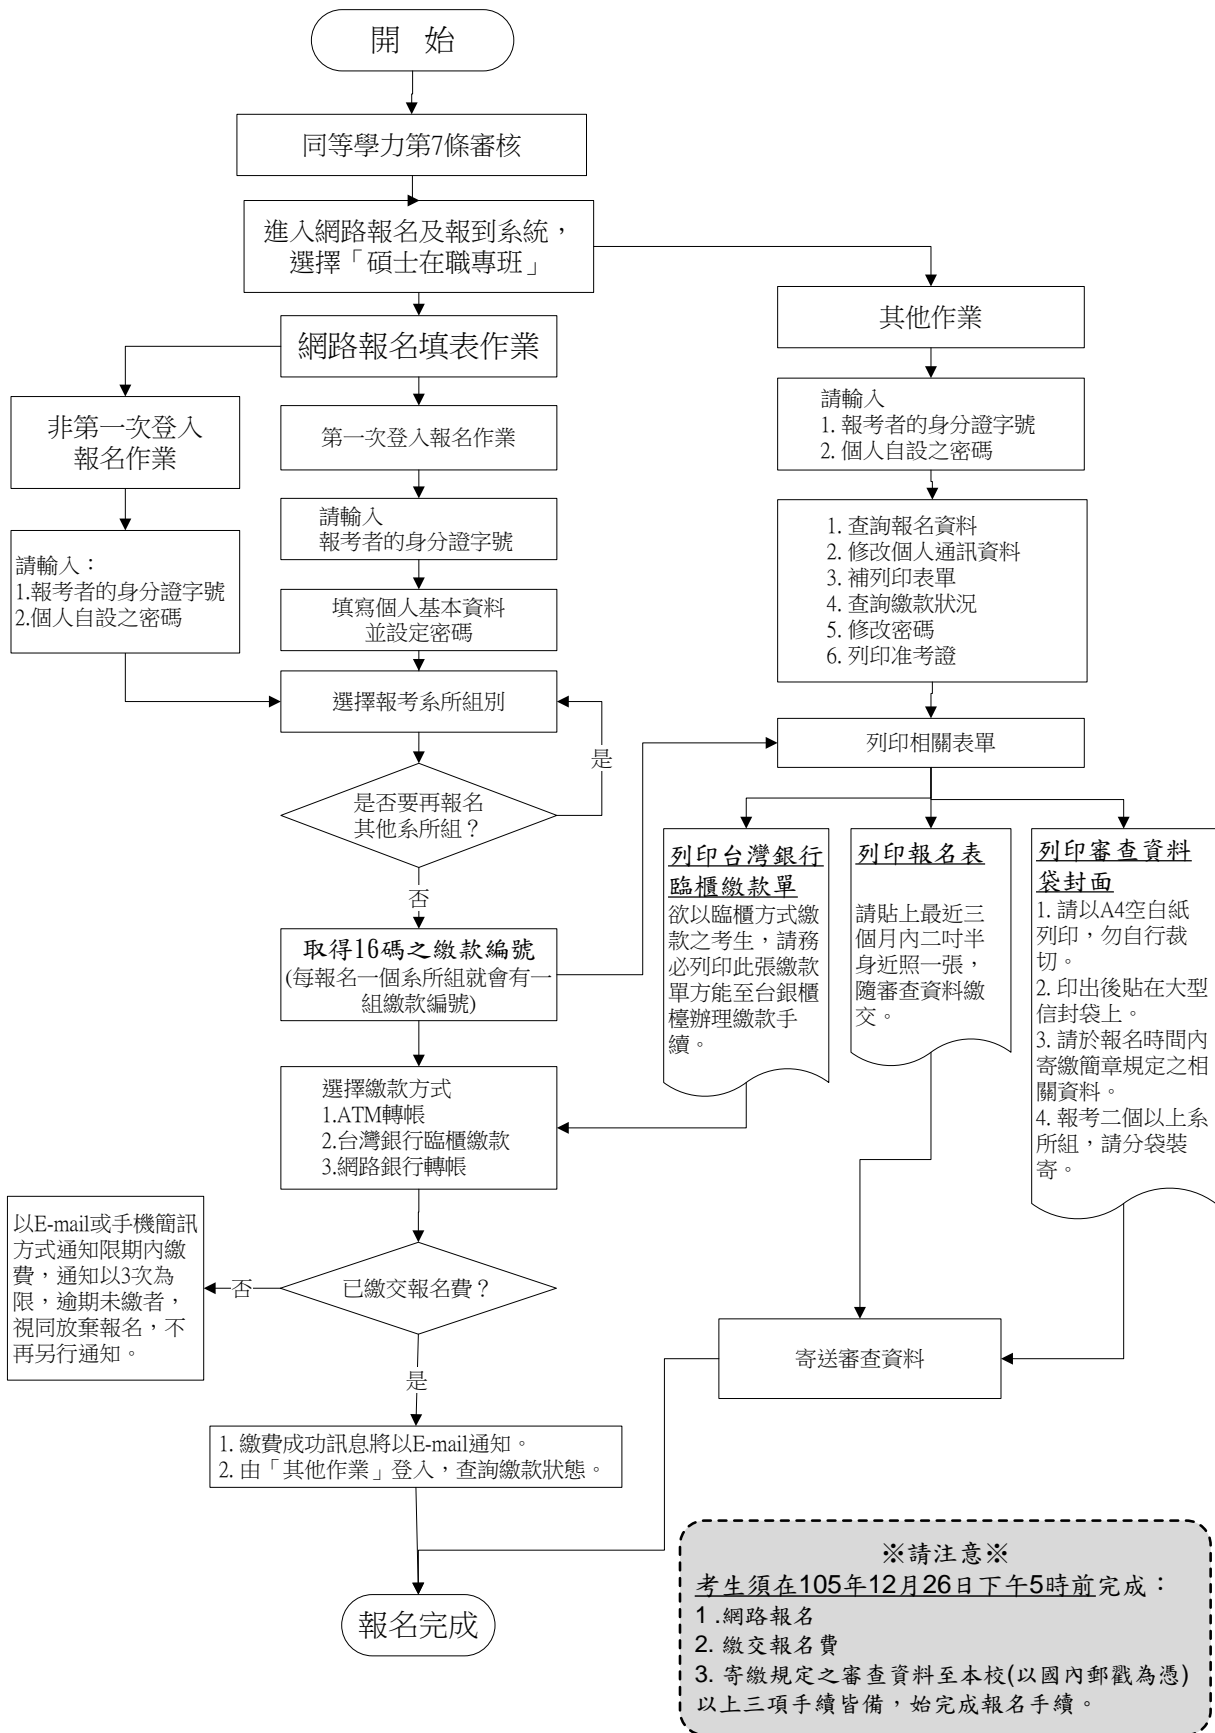 開 始
同等學力第7條審核
進入網路報名及報到系統，
選擇「碩士在職專班」
網路報名填表作業
其他作業
非第一次登入
報名作業
第一次登入報名作業
請輸入
1. 報考者的身分證字號
2. 個人自設之密碼
請輸入：
1.報考者的身分證字號
2.個人自設之密碼
請輸入
報考者的身分證字號
填寫個人基本資料
並設定密碼
1. 查詢報名資料
2. 修改個人通訊資料
3. 補列印表單
4. 查詢繳款狀況
5. 修改密碼
6. 列印准考證
選擇報考系所組別
列印相關表單
是
是否要再報名
其他系所組？
否
取得16碼之繳款編號
(每報名一個系所組就會有一
組繳款編號)
列印台灣銀行
臨櫃繳款單
欲以臨櫃方式繳
款之考生，請務
必列印此張繳款
單方能至台銀櫃
檯辦理繳款手
續。
列印報名表
請貼上最近三
個月內二吋半
身近照一張，
隨審查資料繳
交。
列印審查資料
袋封面
1. 請以A4空白紙
列印，勿自行裁
切。
2. 印出後貼在大型
信封袋上。
3. 請於報名時間內
寄繳簡章規定之相
關資料。
4. 報考二個以上系
所組，請分袋裝
寄。
選擇繳款方式
1.ATM轉帳
2.台灣銀行臨櫃繳款
3.網路銀行轉帳
以E-mail或手機簡訊
方式通知限期內繳
費，通知以3次為
限，逾期未繳者，
視同放棄報名，不
再另行通知。
否
已繳交報名費？
寄送審查資料
是
1. 繳費成功訊息將以E-mail通知。
2. 由「其他作業」登入，查詢繳款狀態。
報名完成
※請注意※
考生須在105年12月26日下午5時前完成：
1 .網路報名
2. 繳交報名費
3. 寄繳規定之審查資料至本校(以國內郵戳為憑)
以上三項手續皆備，始完成報名手續。